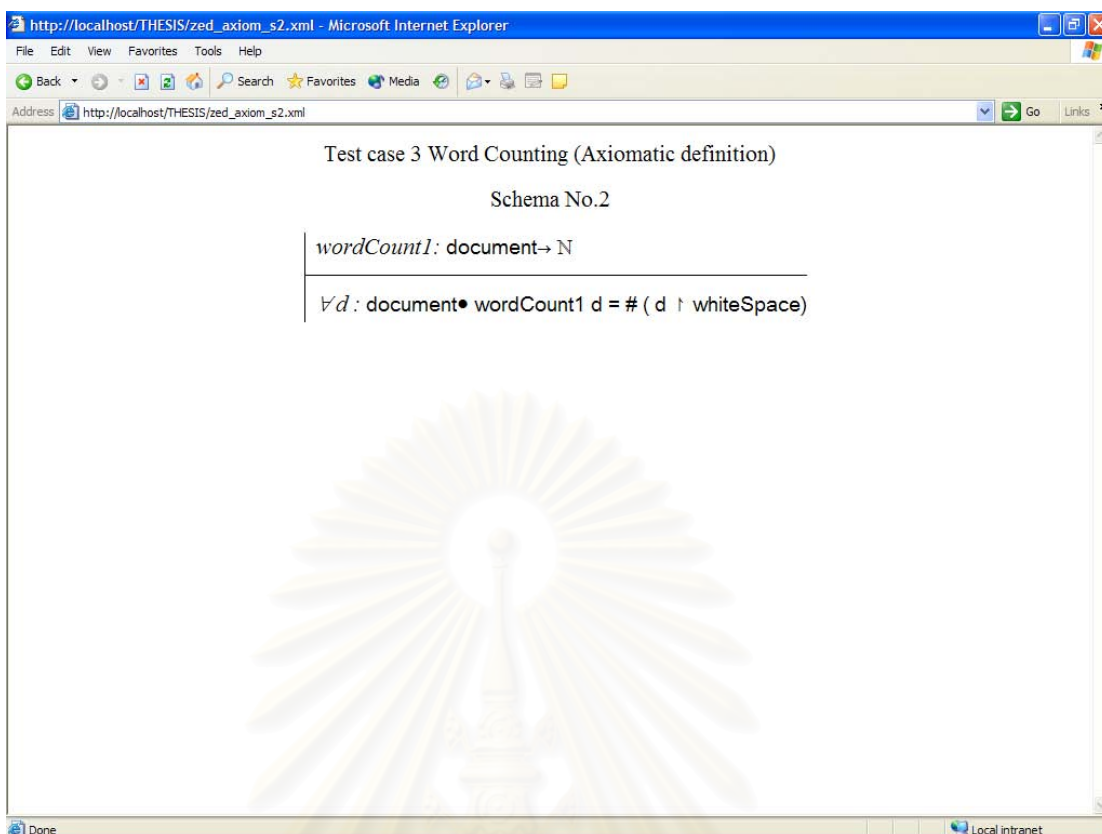 http://localhost/THESIS/zed_axiom_s2.xml - Microsoft Internet Explorer
File Edit View Favorites Tools Help
Back Search Favorites Media
Address http://localhost/THESIS/zed_axiom_s2.xml Go Links
Test case 3 Word Counting (Axiomatic definition)
Schema No.2
wordCount1: document→ N
∀d : document● wordCount1 d = # ( d ↾ whiteSpace)
Done Local intranet